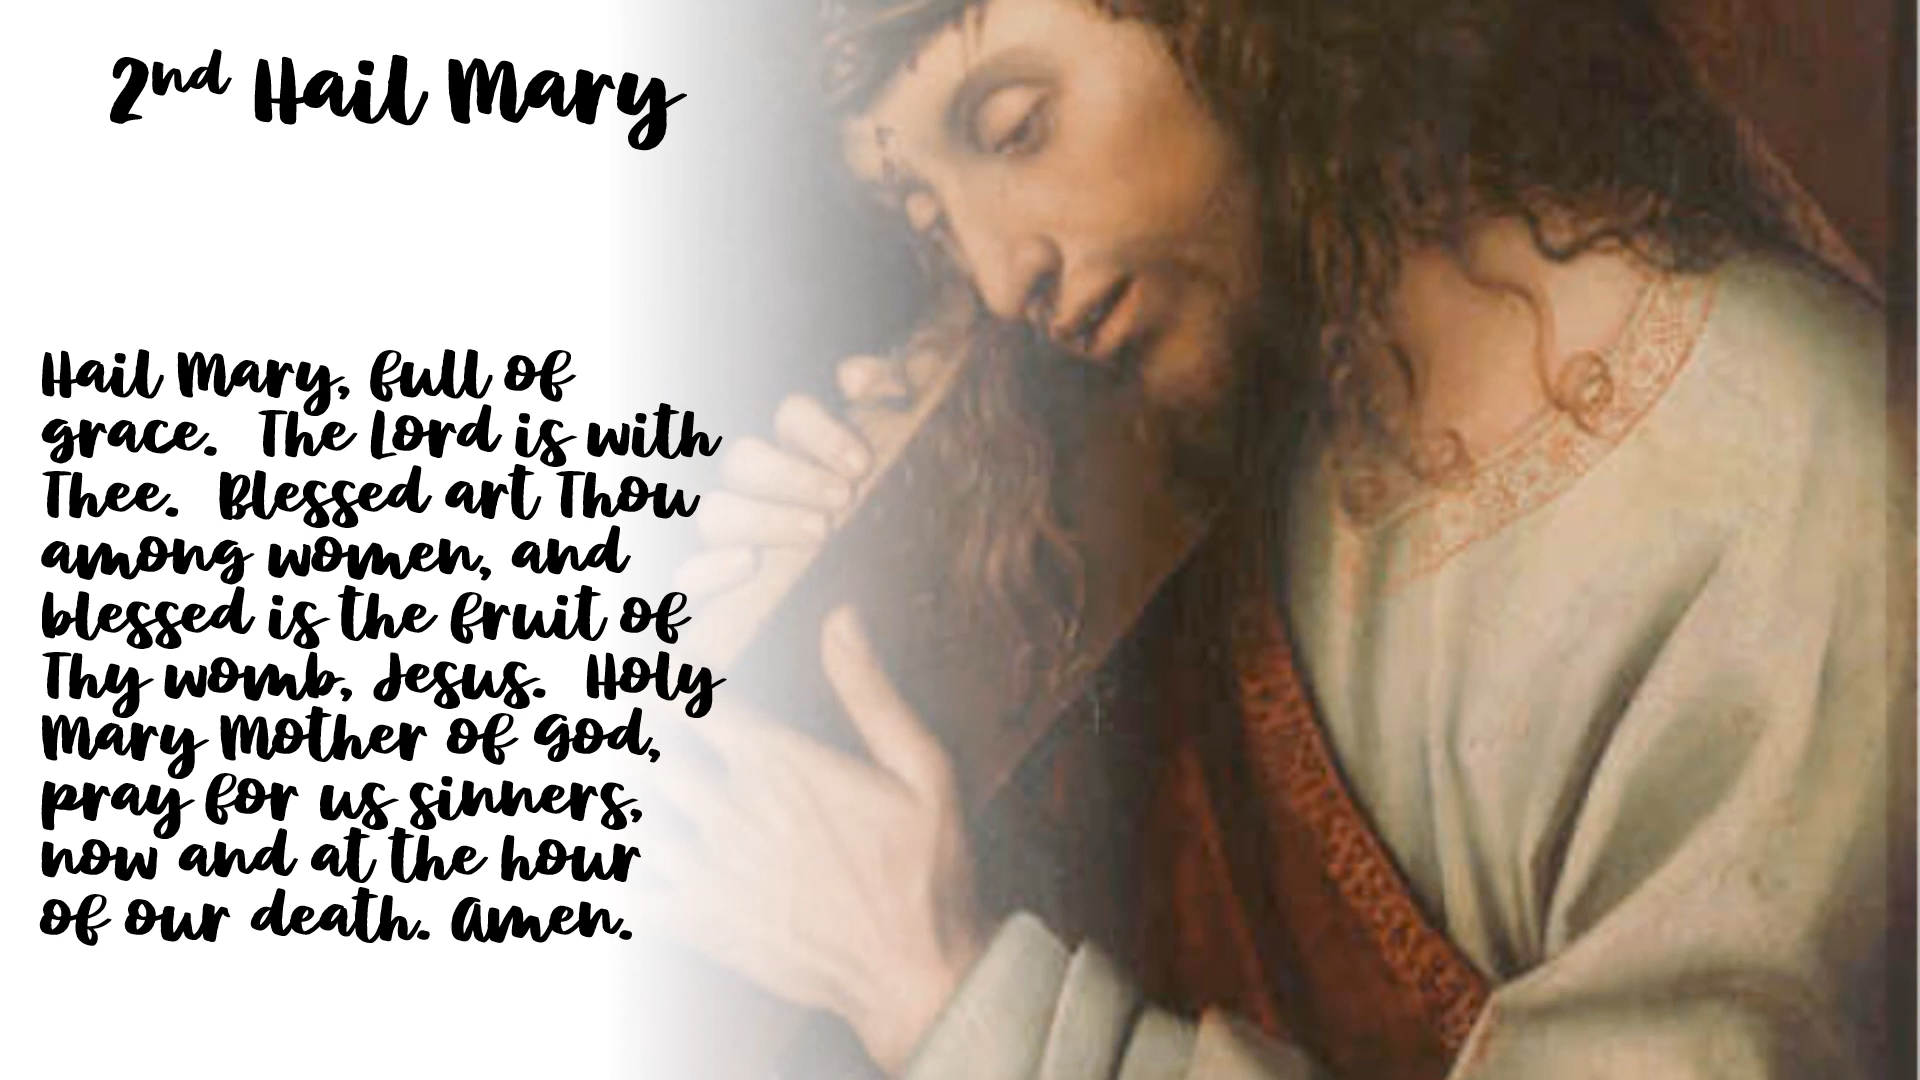 2nd Hail Mary
Hail Mary, full of
grace.  The Lord is with
Thee.  Blessed art Thou
among women, and
blessed is the fruit of
Thy womb, Jesus.  Holy
Mary Mother of God,
pray for us sinners,
now and at the hour
of our death. Amen.